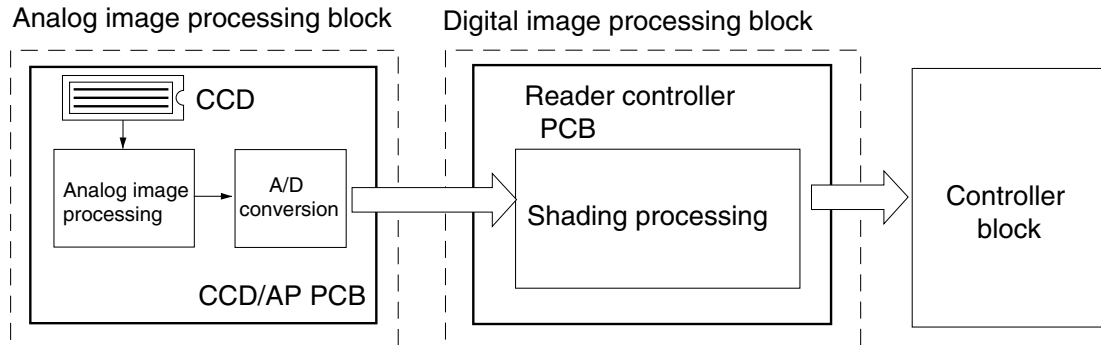 Analog image processing block
CCD
Analog image
processing
A/D
conversion
CCD/AP PCB
Digital image processing block
Reader controller
PCB
Shading processing
Controller
block